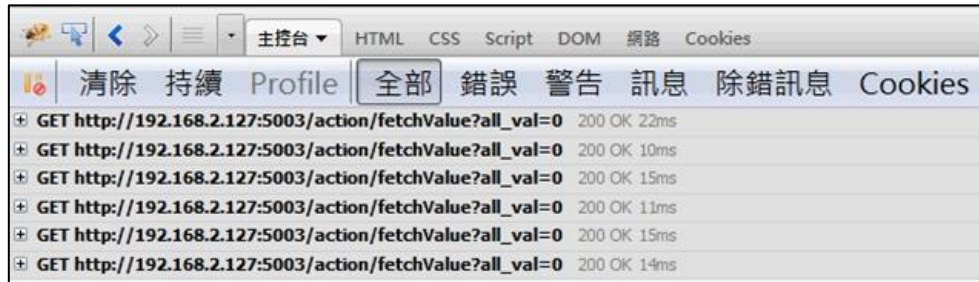 主控台 HTML CSS Script DOM 網路 Cookies
清除 持續 Profile 全部 錯誤 警告 訊息 除錯訊息 Cookies
GET http://192.168.2.127:5003/action/fetchValue?all_val=0 200 OK 22ms
GET http://192.168.2.127:5003/action/fetchValue?all_val=0 200 OK 10ms
GET http://192.168.2.127:5003/action/fetchValue?all_val=0 200 OK 15ms
GET http://192.168.2.127:5003/action/fetchValue?all_val=0 200 OK 11ms
GET http://192.168.2.127:5003/action/fetchValue?all_val=0 200 OK 15ms
GET http://192.168.2.127:5003/action/fetchValue?all_val=0 200 OK 14ms